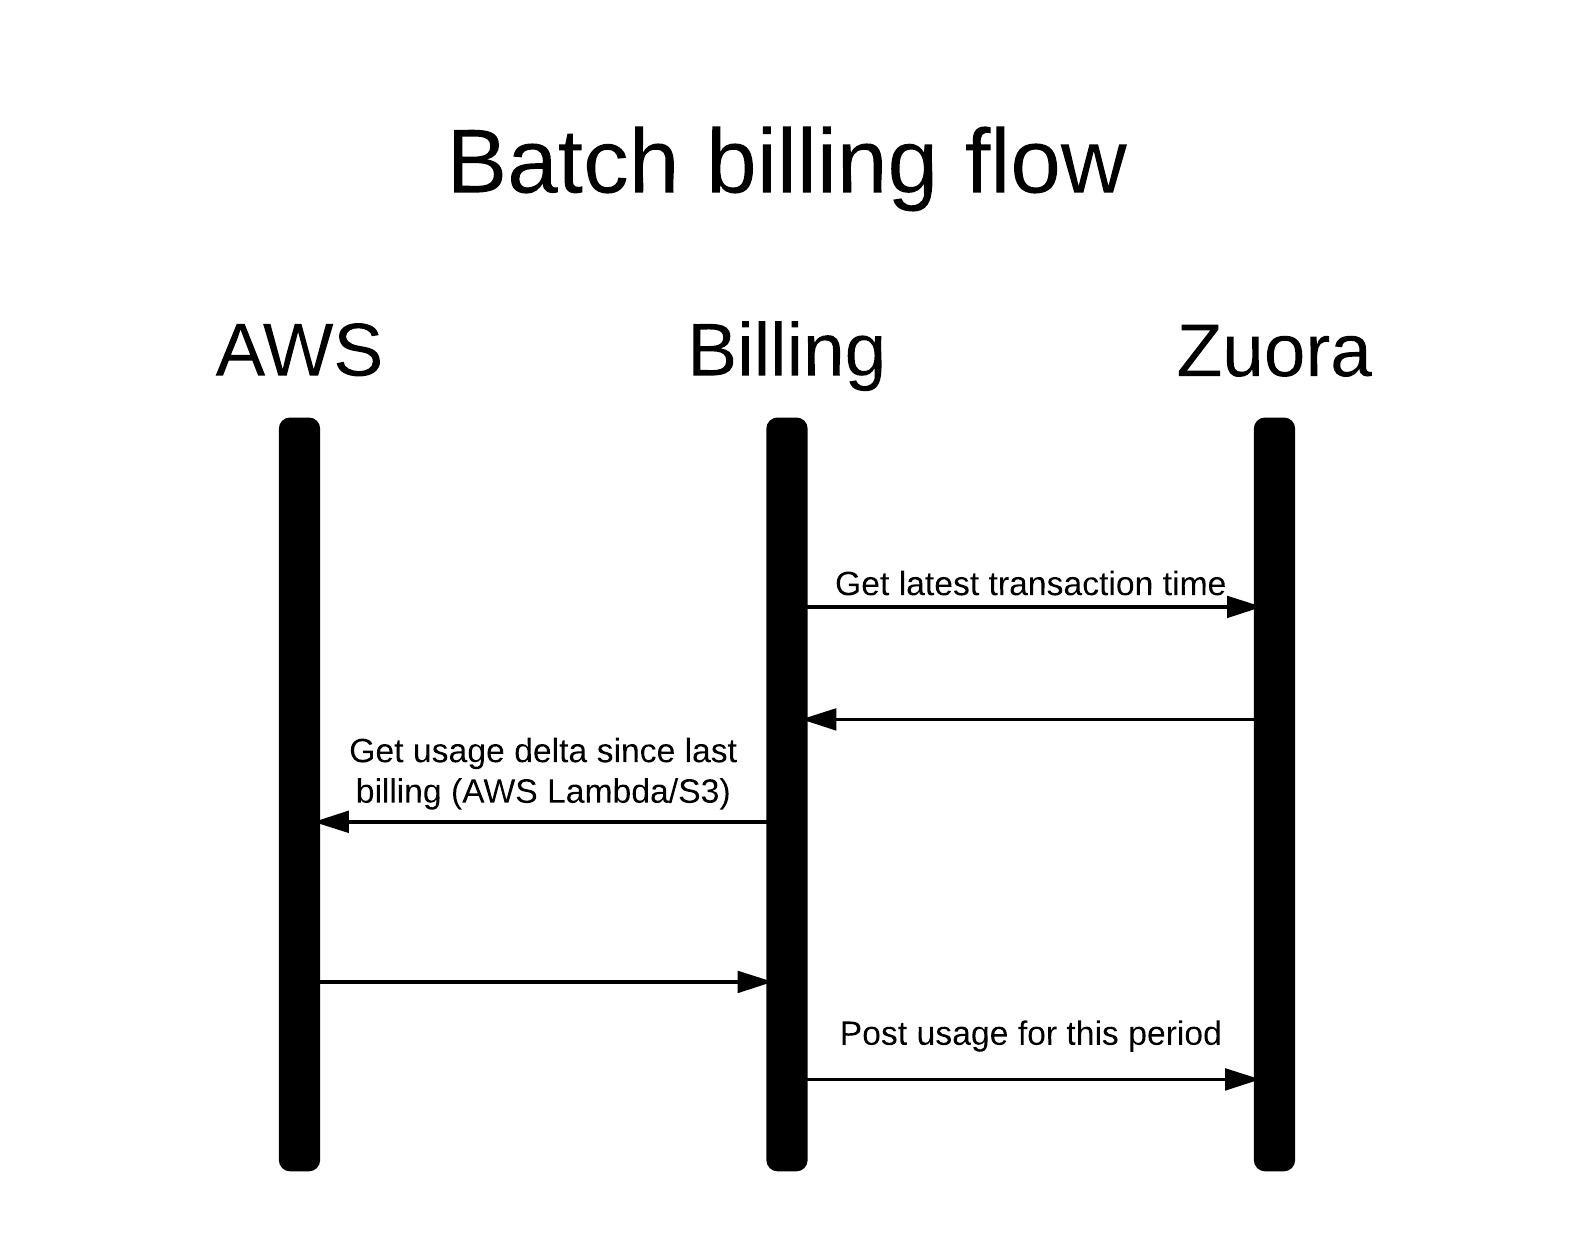 Batch billing flow
AWS
Billing
Zuora
Get latest transaction time
Get usage delta since last
billing (AWS Lambda/S3)
Post usage for this period